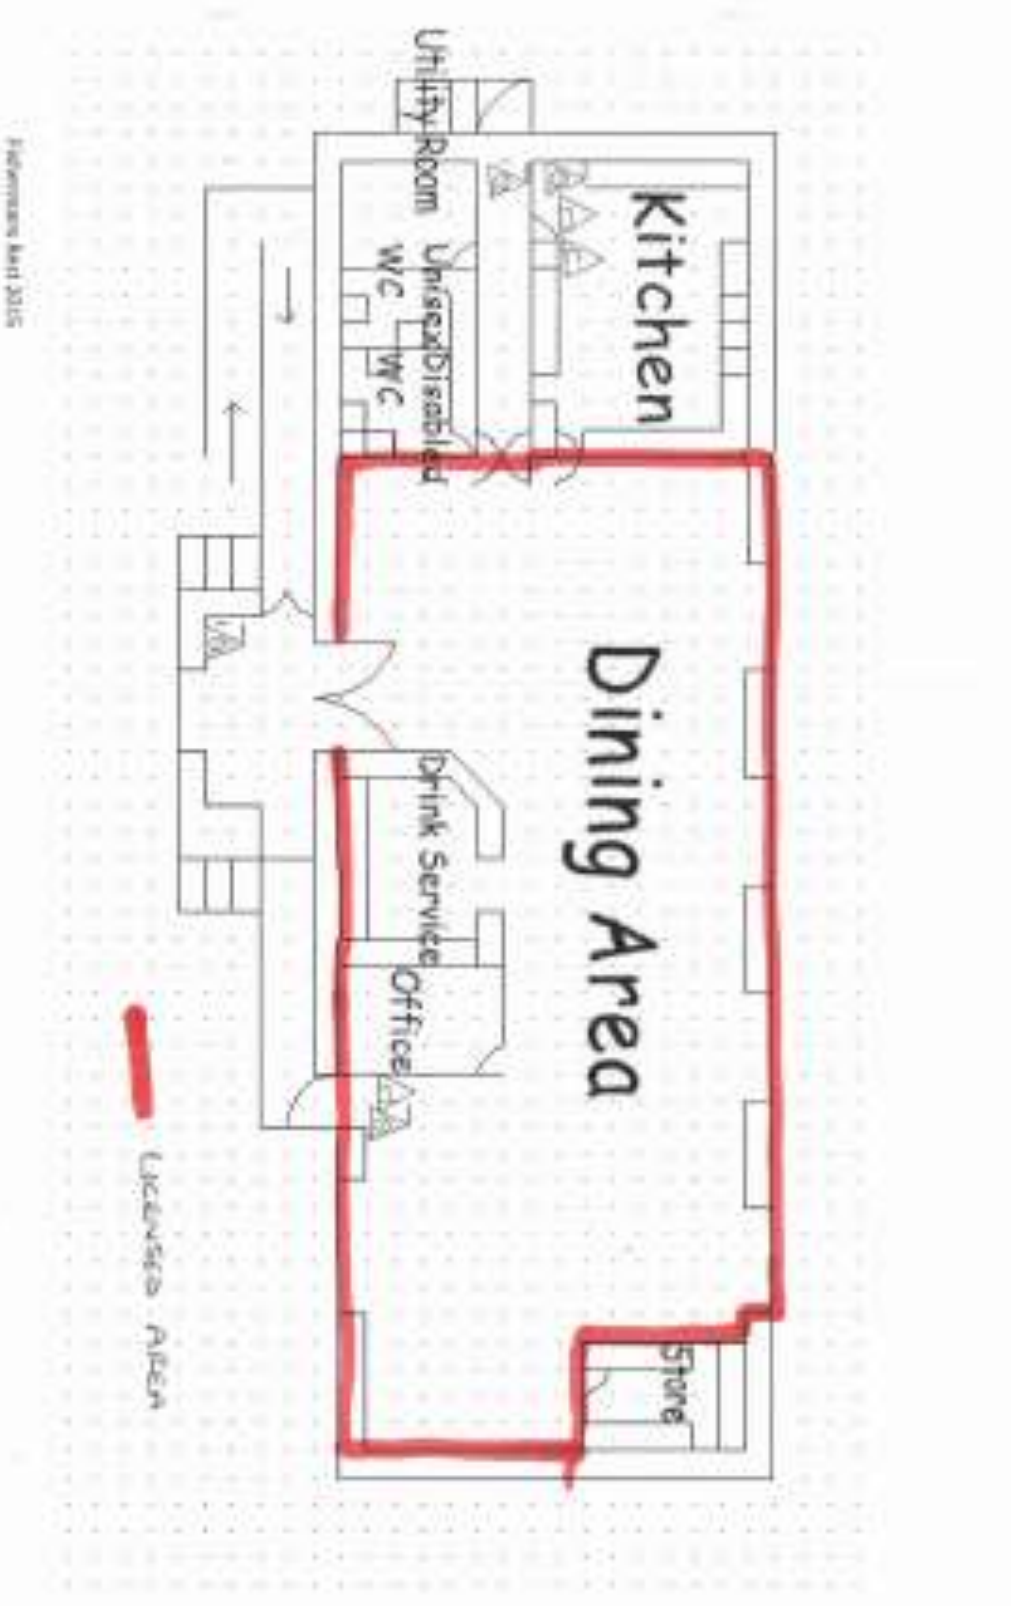 Utility Room
Kitchen
Unisex Disabled
WC WC
Dining Area
Drink Service
Office
Store
LICENSED AREA